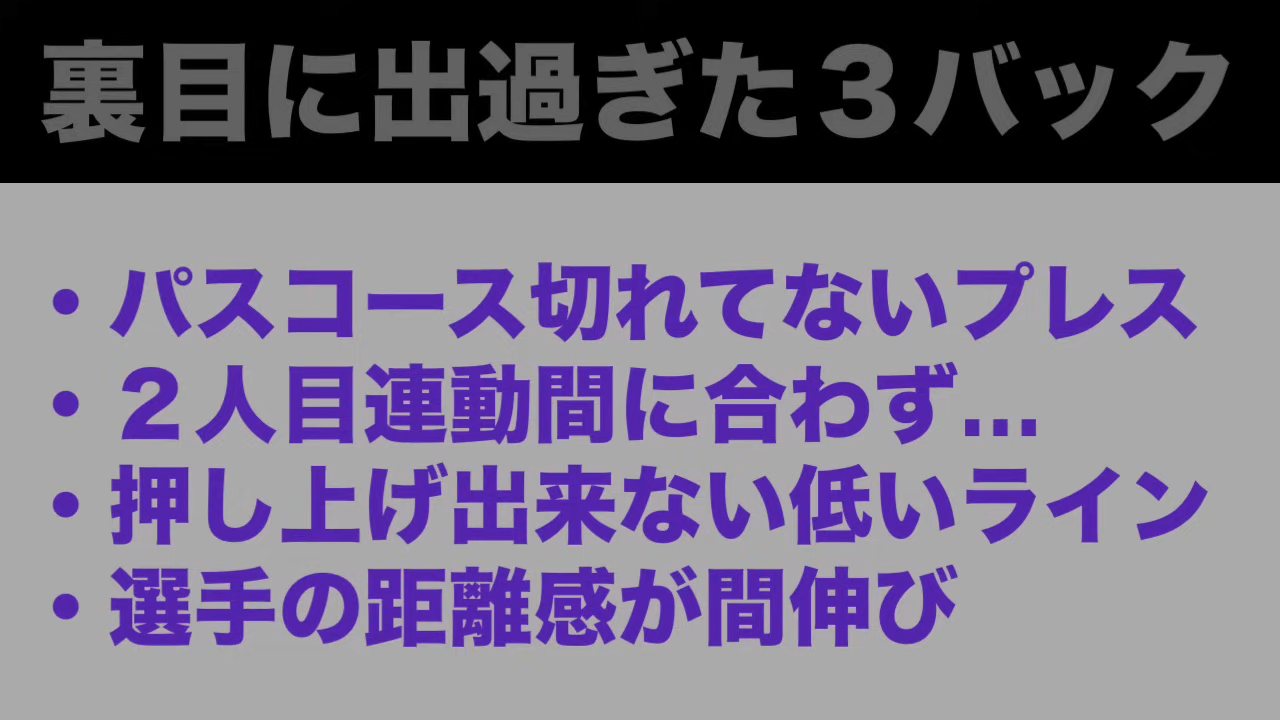 裏目に出過ぎた３バック
• パスコース切れてないプレス
• ２人目連動間に合わず...
• 押し上げ出来ない低いライン
• 選手の距離感が間伸び